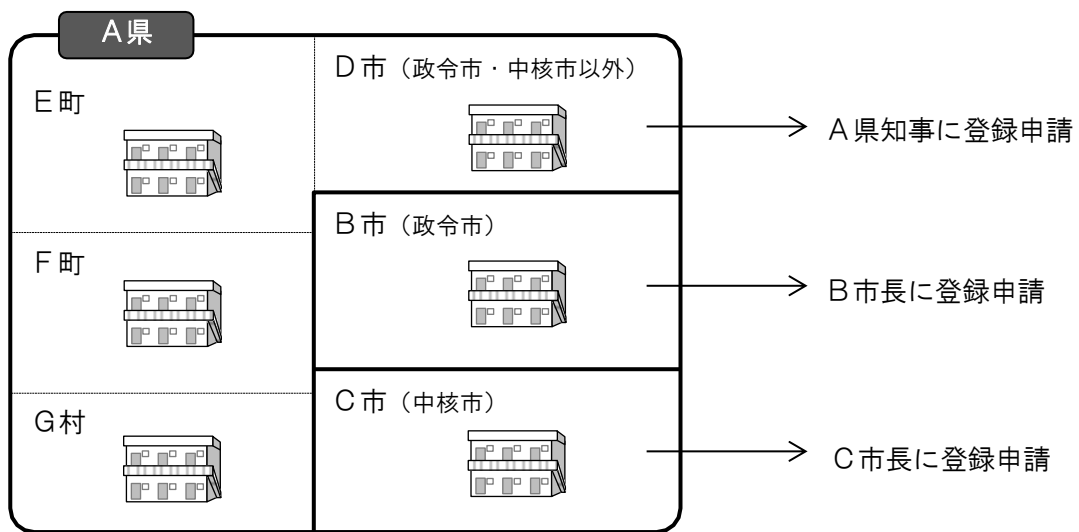 A県
D市（政令市・中核市以外）
E町
A県知事に登録申請
B市（政令市）
F町
B市長に登録申請
C市（中核市）
G村
C市長に登録申請